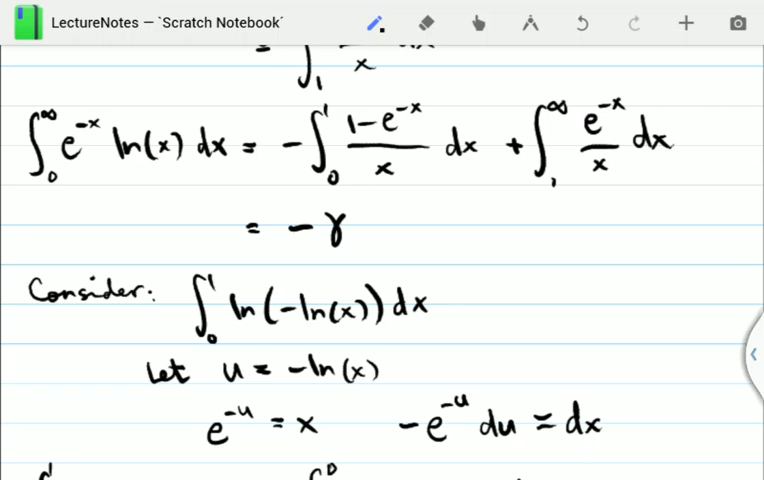 LectureNotes — `Scratch Notebook´
= ∫₁ x
∫₀^∞ e^{-x} ln(x) dx = - ∫₀^1 (1-e^{-x})/x dx + ∫₁^∞ e^{-x}/x dx
= - γ
Consider: ∫₀^1 ln(-ln(x)) dx
Let u = -ln(x)
e^{-u} = x   -e^{-u} du = dx